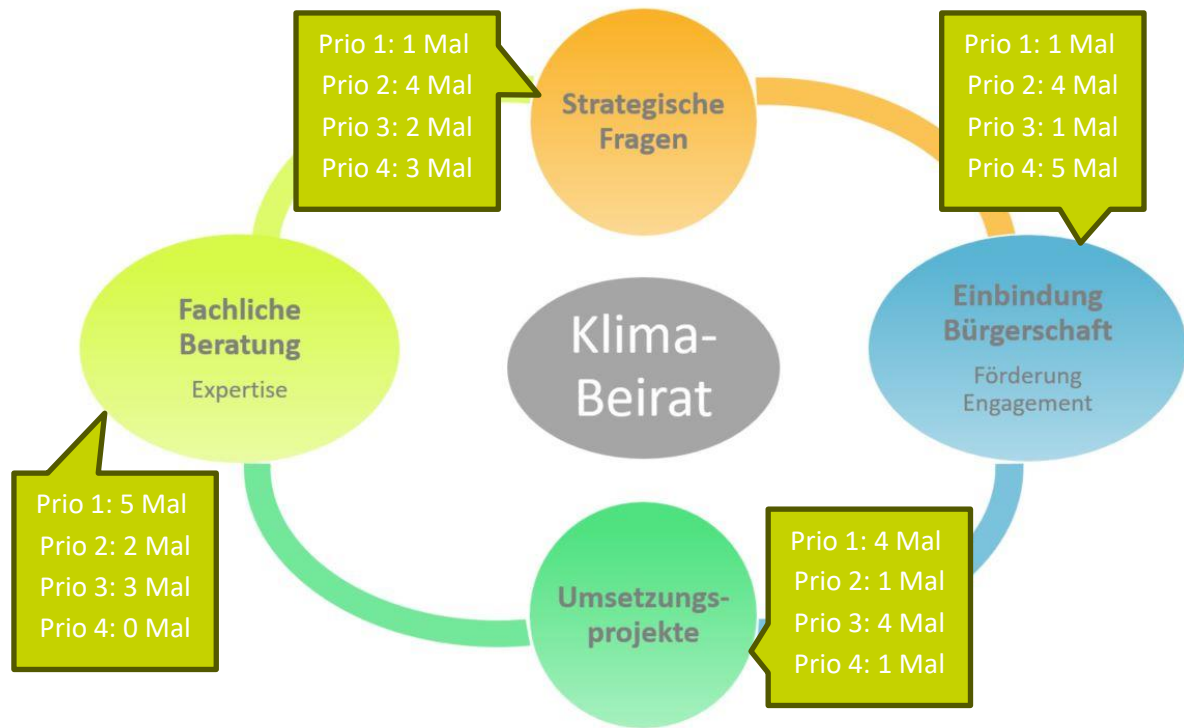 Prio 1: 1 Mal
Prio 2: 4 Mal
Prio 3: 2 Mal
Prio 4: 3 Mal
Strategische
Fragen
Prio 1: 1 Mal
Prio 2: 4 Mal
Prio 3: 1 Mal
Prio 4: 5 Mal
Fachliche
Beratung
Expertise
Klima-
Beirat
Einbindung
Bürgerschaft
Förderung
Engagement
Prio 1: 5 Mal
Prio 2: 2 Mal
Prio 3: 3 Mal
Prio 4: 0 Mal
Umsetzungs-
projekte
Prio 1: 4 Mal
Prio 2: 1 Mal
Prio 3: 4 Mal
Prio 4: 1 Mal